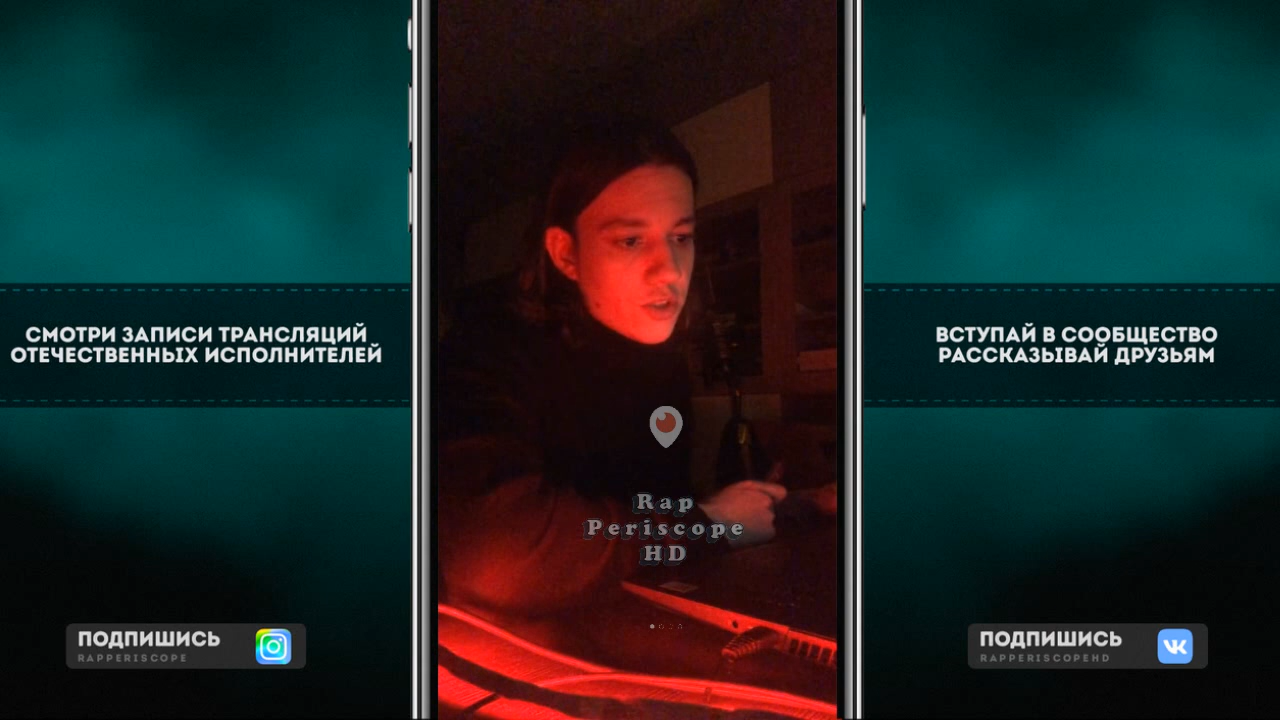 СМОТРИ ЗАПИСИ ТРАНСЛЯЦИЙ
ОТЕЧЕСТВЕННЫХ ИСПОЛНИТЕЛЕЙ
ВСТУПАЙ В СООБЩЕСТВО
РАССКАЗЫВАЙ ДРУЗЬЯМ
Rap
Periscope
HD
ПОДПИШИСЬ
RAPPERISCOPE
ПОДПИШИСЬ
RAPPERISCOPEHD